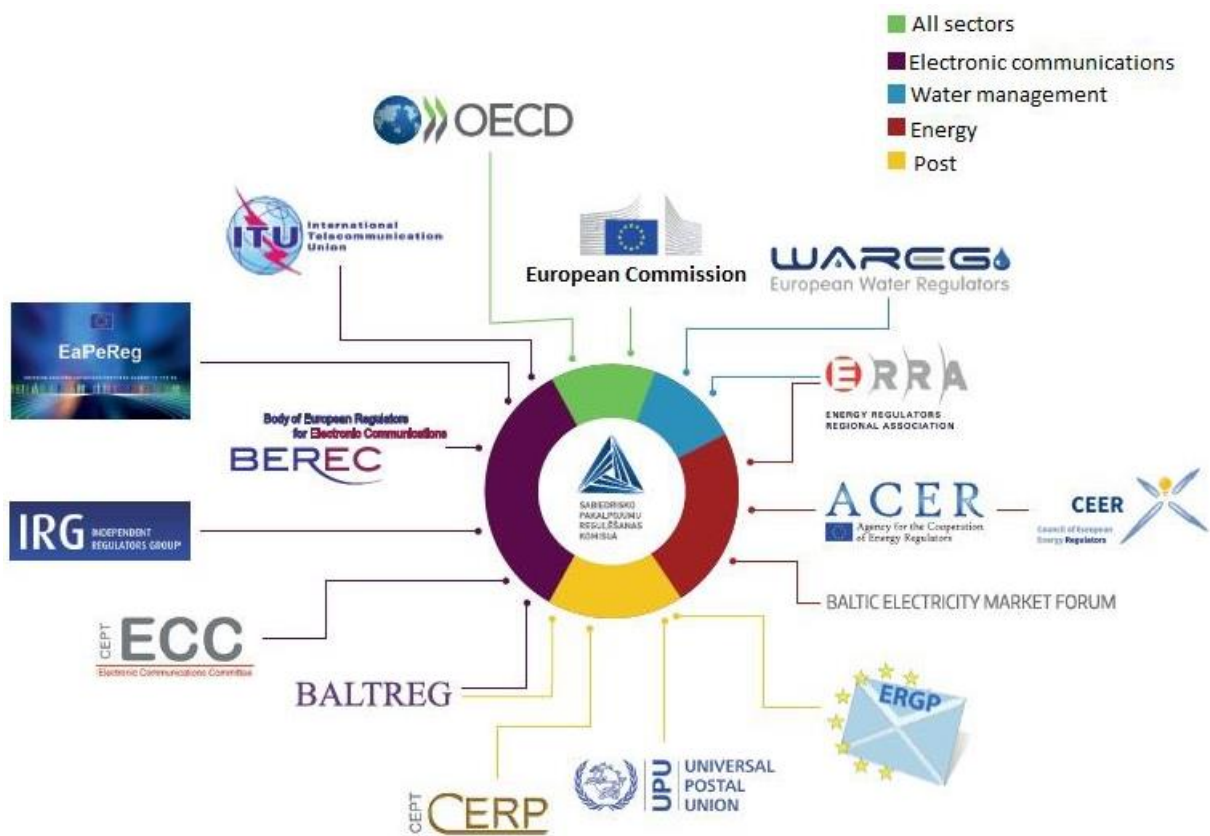 All sectors
Electronic communications
Water management
Energy
Post
OECD
ITU
International
Telecommunication
Union
European Commission
WAREG
European Water Regulators
EaPeReg
ERRA
ENERGY REGULATORS
REGIONAL ASSOCIATION
Body of European Regulators
for Electronic Communications
BEREC
SABIEDRISKO
PAKALPOJUMU
REGULĒŠANAS
KOMISIJA
ACER
Agency for the Cooperation
of Energy Regulators
CEER
Council of European
Energy Regulators
IRG
INDEPENDENT
REGULATORS GROUP
BALTIC ELECTRICITY MARKET FORUM
CEPT
ECC
Electronic Communications Committee
BALTREG
ERGP
UPU
UNIVERSAL
POSTAL
UNION
CEPT
CERP